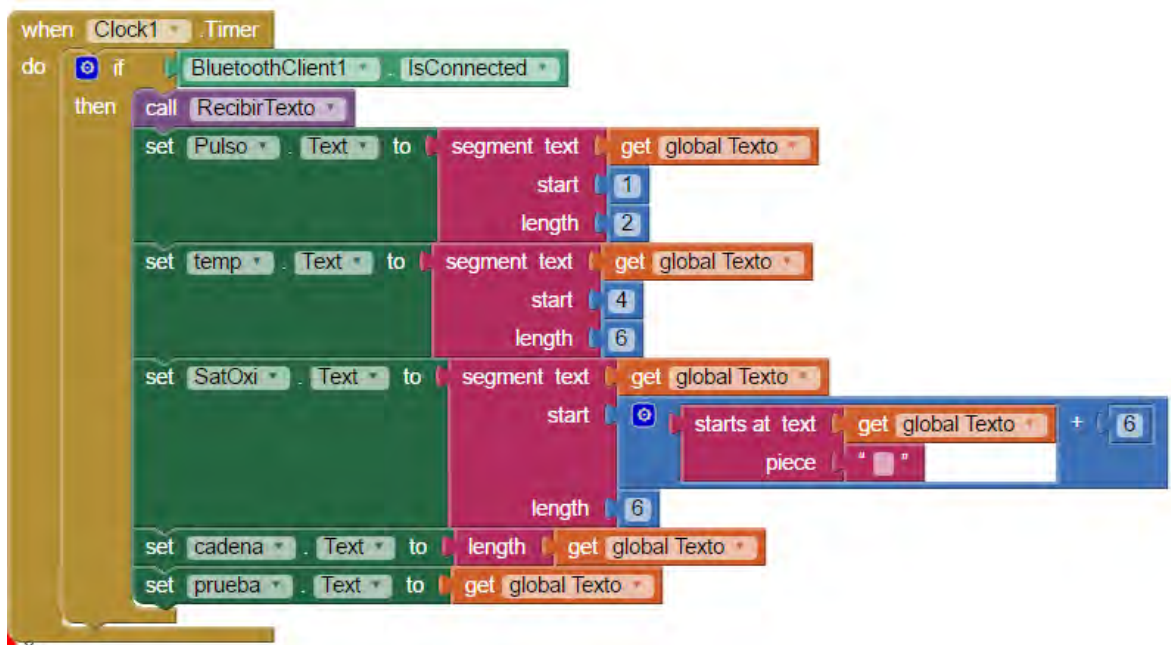 when Clock1 .Timer
do if BluetoothClient1 . IsConnected
then call RecibirTexto
set Pulso . Text to segment text get global Texto
start 1
length 2
set temp . Text to segment text get global Texto
start 4
length 6
set SatOxi . Text to segment text get global Texto
start starts at text get global Texto + 6
piece " "
length 6
set cadena . Text to length get global Texto
set prueba . Text to get global Texto